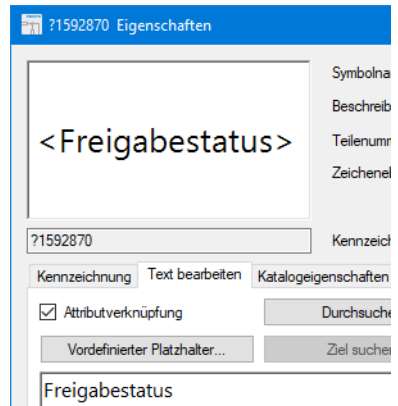 ?1592870 Eigenschaften
Symbolna
Beschreib
<Freigabestatus>
Teilenumm
Zeichenel
?1592870
Kennzeich
Kennzeichnung
Text bearbeiten
Katalogeigenschaften
Attributverknüpfung
Durchsuche
Vordefinierter Platzhalter...
Ziel suchen
Freigabestatus